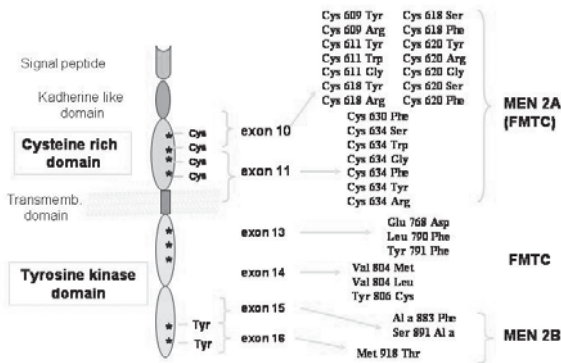 Signal peptide
Kadherine like
domain
Cysteine rich
domain
Transmemb.
domain
Tyrosine kinase
domain
Cys
Cys
Cys
Cys
Tyr
Tyr
exon 10
exon 11
exon 13
exon 14
exon 15
exon 16
Cys 609 Tyr
Cys 609 Arg
Cys 611 Tyr
Cys 611 Trp
Cys 611 Gly
Cys 618 Tyr
Cys 618 Arg
Cys 618 Ser
Cys 618 Phe
Cys 620 Tyr
Cys 620 Arg
Cys 620 Gly
Cys 620 Ser
Cys 620 Phe
Cys 630 Phe
Cys 634 Ser
Cys 634 Trp
Cys 634 Gly
Cys 634 Phe
Cys 634 Tyr
Cys 634 Arg
Glu 768 Asp
Leu 790 Phe
Tyr 791 Phe
Val 804 Met
Val 804 Leu
Tyr 806 Cys
Ala 883 Phe
Ser 891 Ala
Met 918 Thr
MEN 2A
(FMTC)
FMTC
MEN 2B